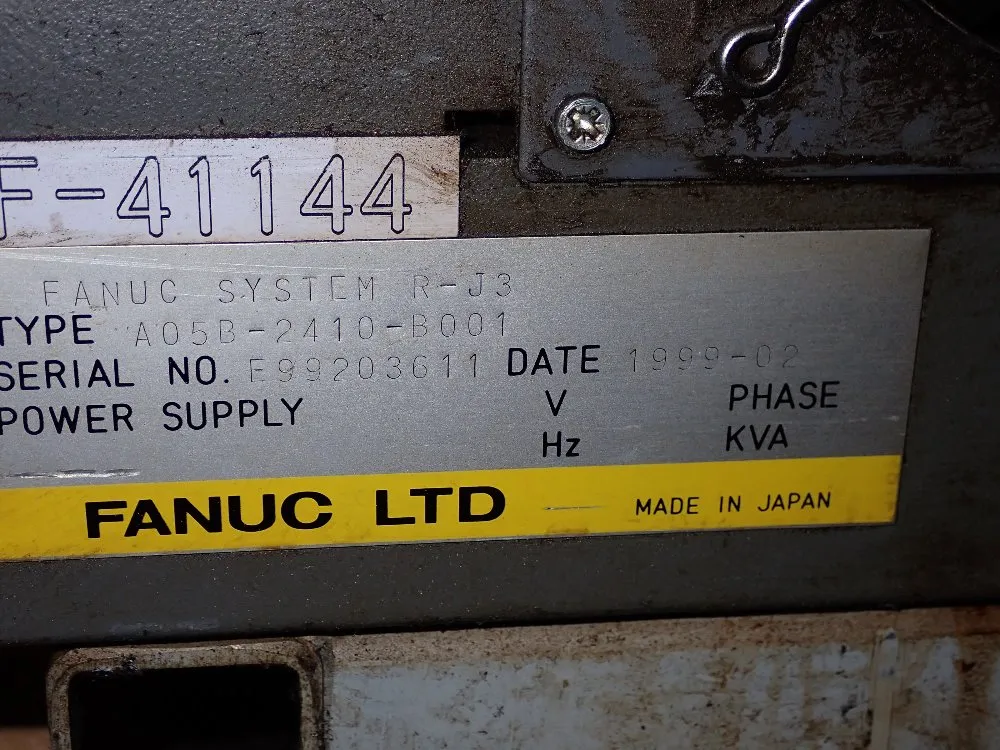 F-41144
FANUC SYSTEM R-J3
TYPE A05B-2410-B001
SERIAL NO. E99203611 DATE 1999-02
POWER SUPPLY V PHASE
Hz KVA
FANUC LTD MADE IN JAPAN